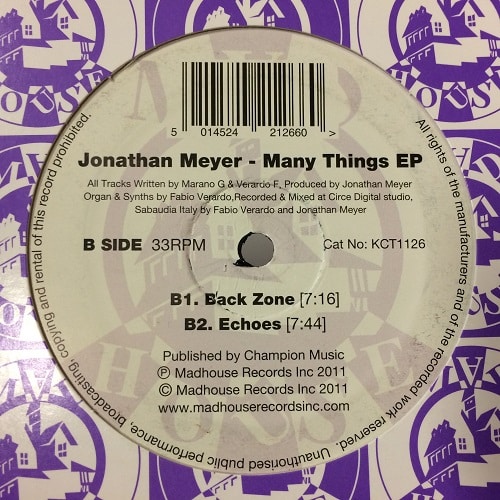 MAD
HOUSE
5 014524 212660 >
Jonathan Meyer - Many Things EP
All Tracks Written by Marano G & Verardo F, Produced by Jonathan Meyer
Organ & Synths by Fabio Verardo,Recorded & Mixed at Circe Digital studio,
Sabaudia Italy by Fabio Verardo and Jonathan Meyer
B SIDE 33RPM
Cat No: KCT1126
B1. Back Zone [7:16]
B2. Echoes [7:44]
Published by Champion Music
Ⓟ Madhouse Records Inc 2011
© Madhouse Records Inc 2011
www.madhouserecordsinc.com
All rights of the manufacturers and of the recorded work reserved. Unauthorised public performance, broadcasting, copying and rental of this record prohibited.
HOUSE